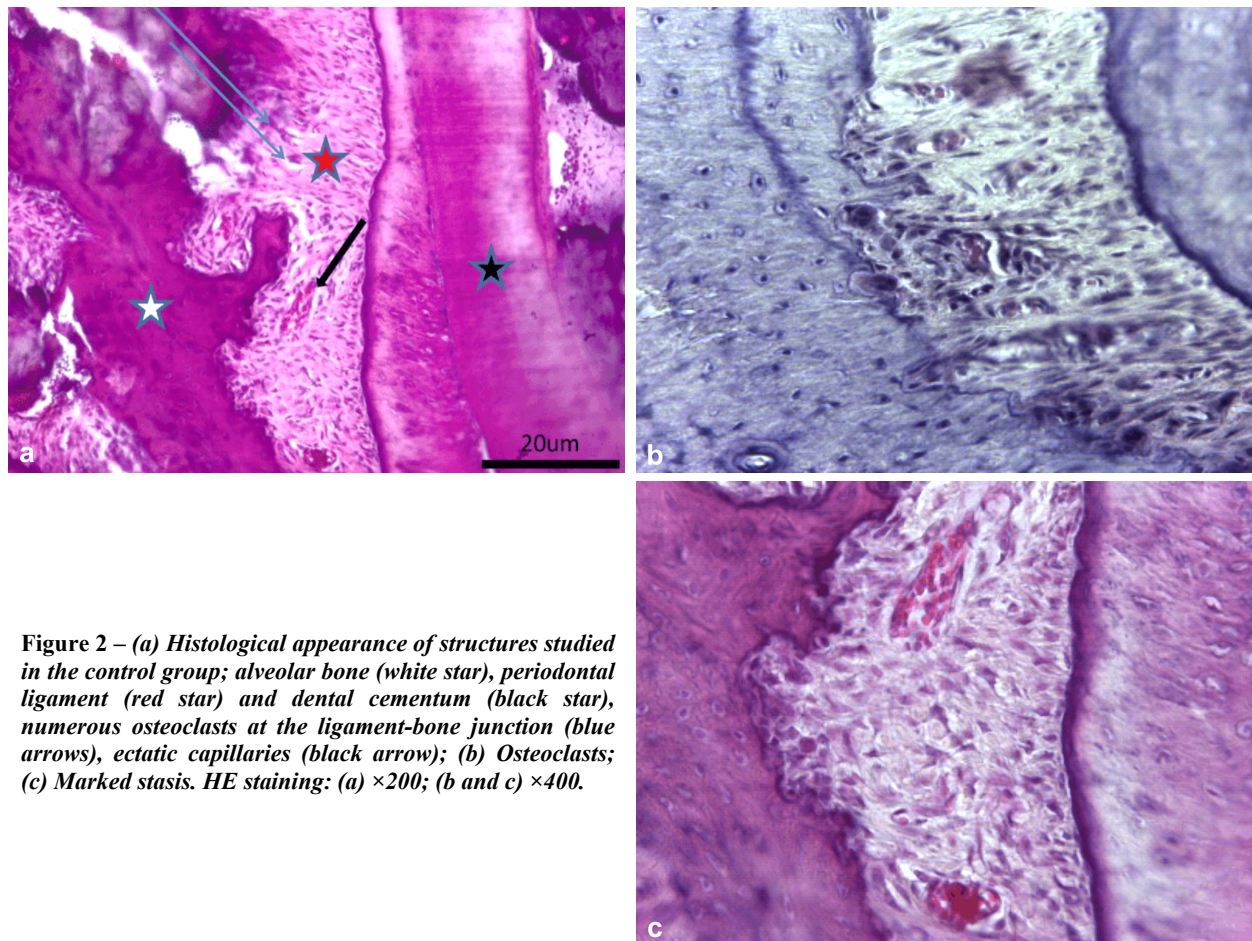 20um
a
b
Figure 2 – (a) Histological appearance of structures studied
in the control group; alveolar bone (white star), periodontal
ligament (red star) and dental cementum (black star),
numerous osteoclasts at the ligament-bone junction (blue
arrows), ectatic capillaries (black arrow); (b) Osteoclasts;
(c) Marked stasis. HE staining: (a) ×200; (b and c) ×400.
c